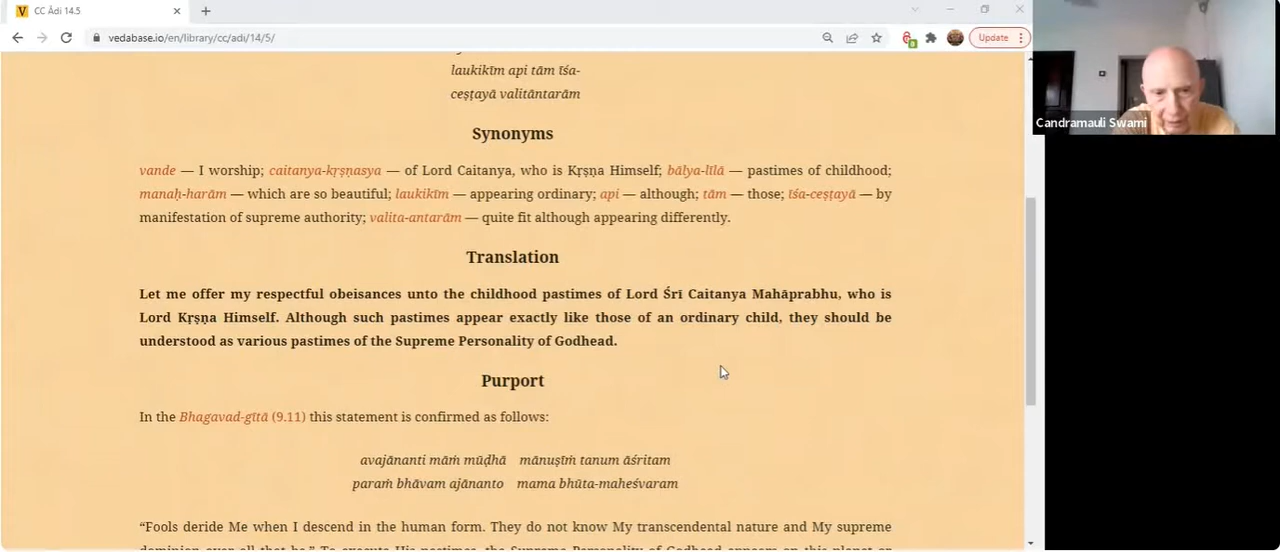 CC Ādi 14.5
vedabase.io/en/library/cc/adi/14/5/
Update
Candramauli Swami
laukikīm api tām īśa-
ceṣṭayā valitāntarām
Synonyms
vande — I worship; caitanya-kṛṣṇasya — of Lord Caitanya, who is Kṛṣṇa Himself; bālya-līlā — pastimes of childhood;
manaḥ-harām — which are so beautiful; laukikīm — appearing ordinary; api — although; tām — those; īśa-ceṣṭayā — by
manifestation of supreme authority; valita-antarām — quite fit although appearing differently.
Translation
Let me offer my respectful obeisances unto the childhood pastimes of Lord Śrī Caitanya Mahāprabhu, who is
Lord Kṛṣṇa Himself. Although such pastimes appear exactly like those of an ordinary child, they should be
understood as various pastimes of the Supreme Personality of Godhead.
Purport
In the Bhagavad-gītā (9.11) this statement is confirmed as follows:
avajānanti māṁ mūḍhā mānuṣīṁ tanum āśritam
paraṁ bhāvam ajānanto mama bhūta-maheśvaram
“Fools deride Me when I descend in the human form. They do not know My transcendental nature and My supreme